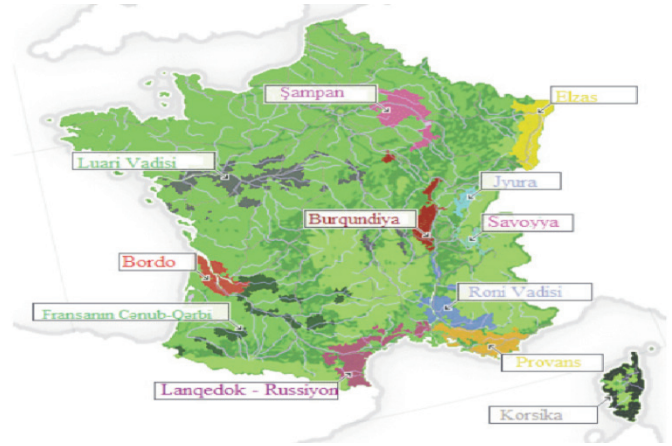 Şampan
Elzas
Luari Vadisi
Jyura
Burqundiya
Savoyya
Bordo
Roni Vadisi
Fransanın Cənub-Qərbi
Provans
Lanqedok - Russiyon
Korsika